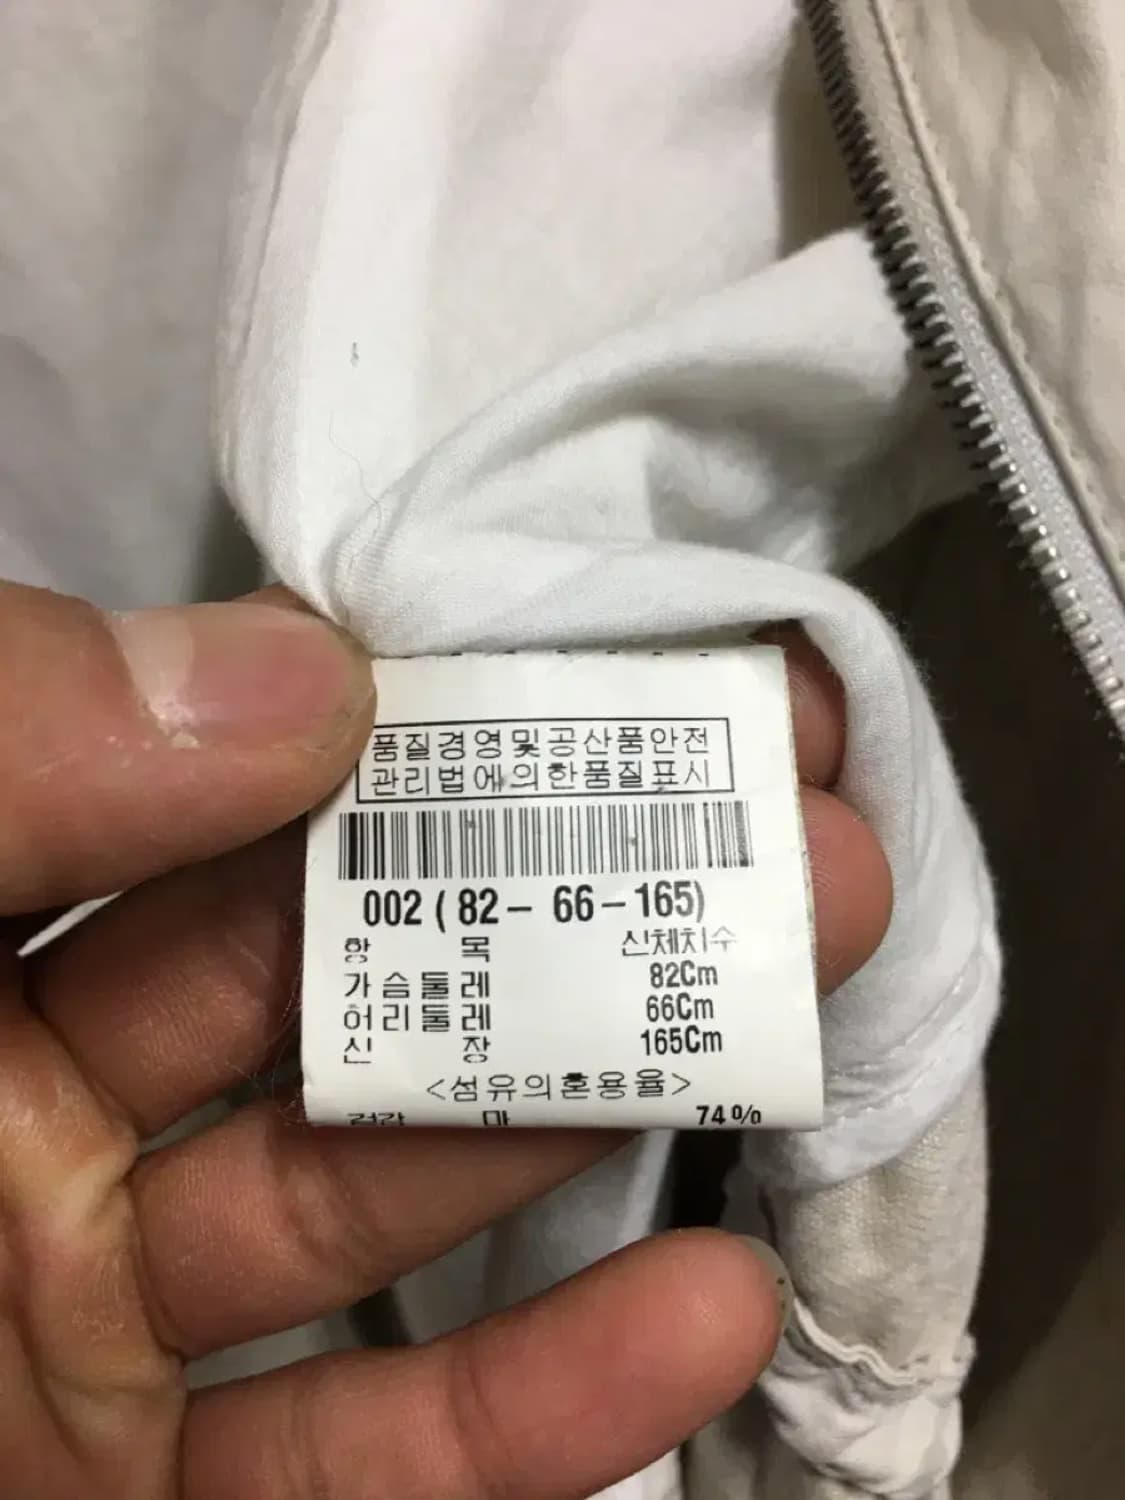 품질경영및공산품안전
관리법에의한품질표시
002 ( 82 - 66 - 165)
항 목 신체치수
가슴둘레 82Cm
허리둘레 66Cm
신 장 165Cm
<섬유의혼용율>
겉감 마 74%